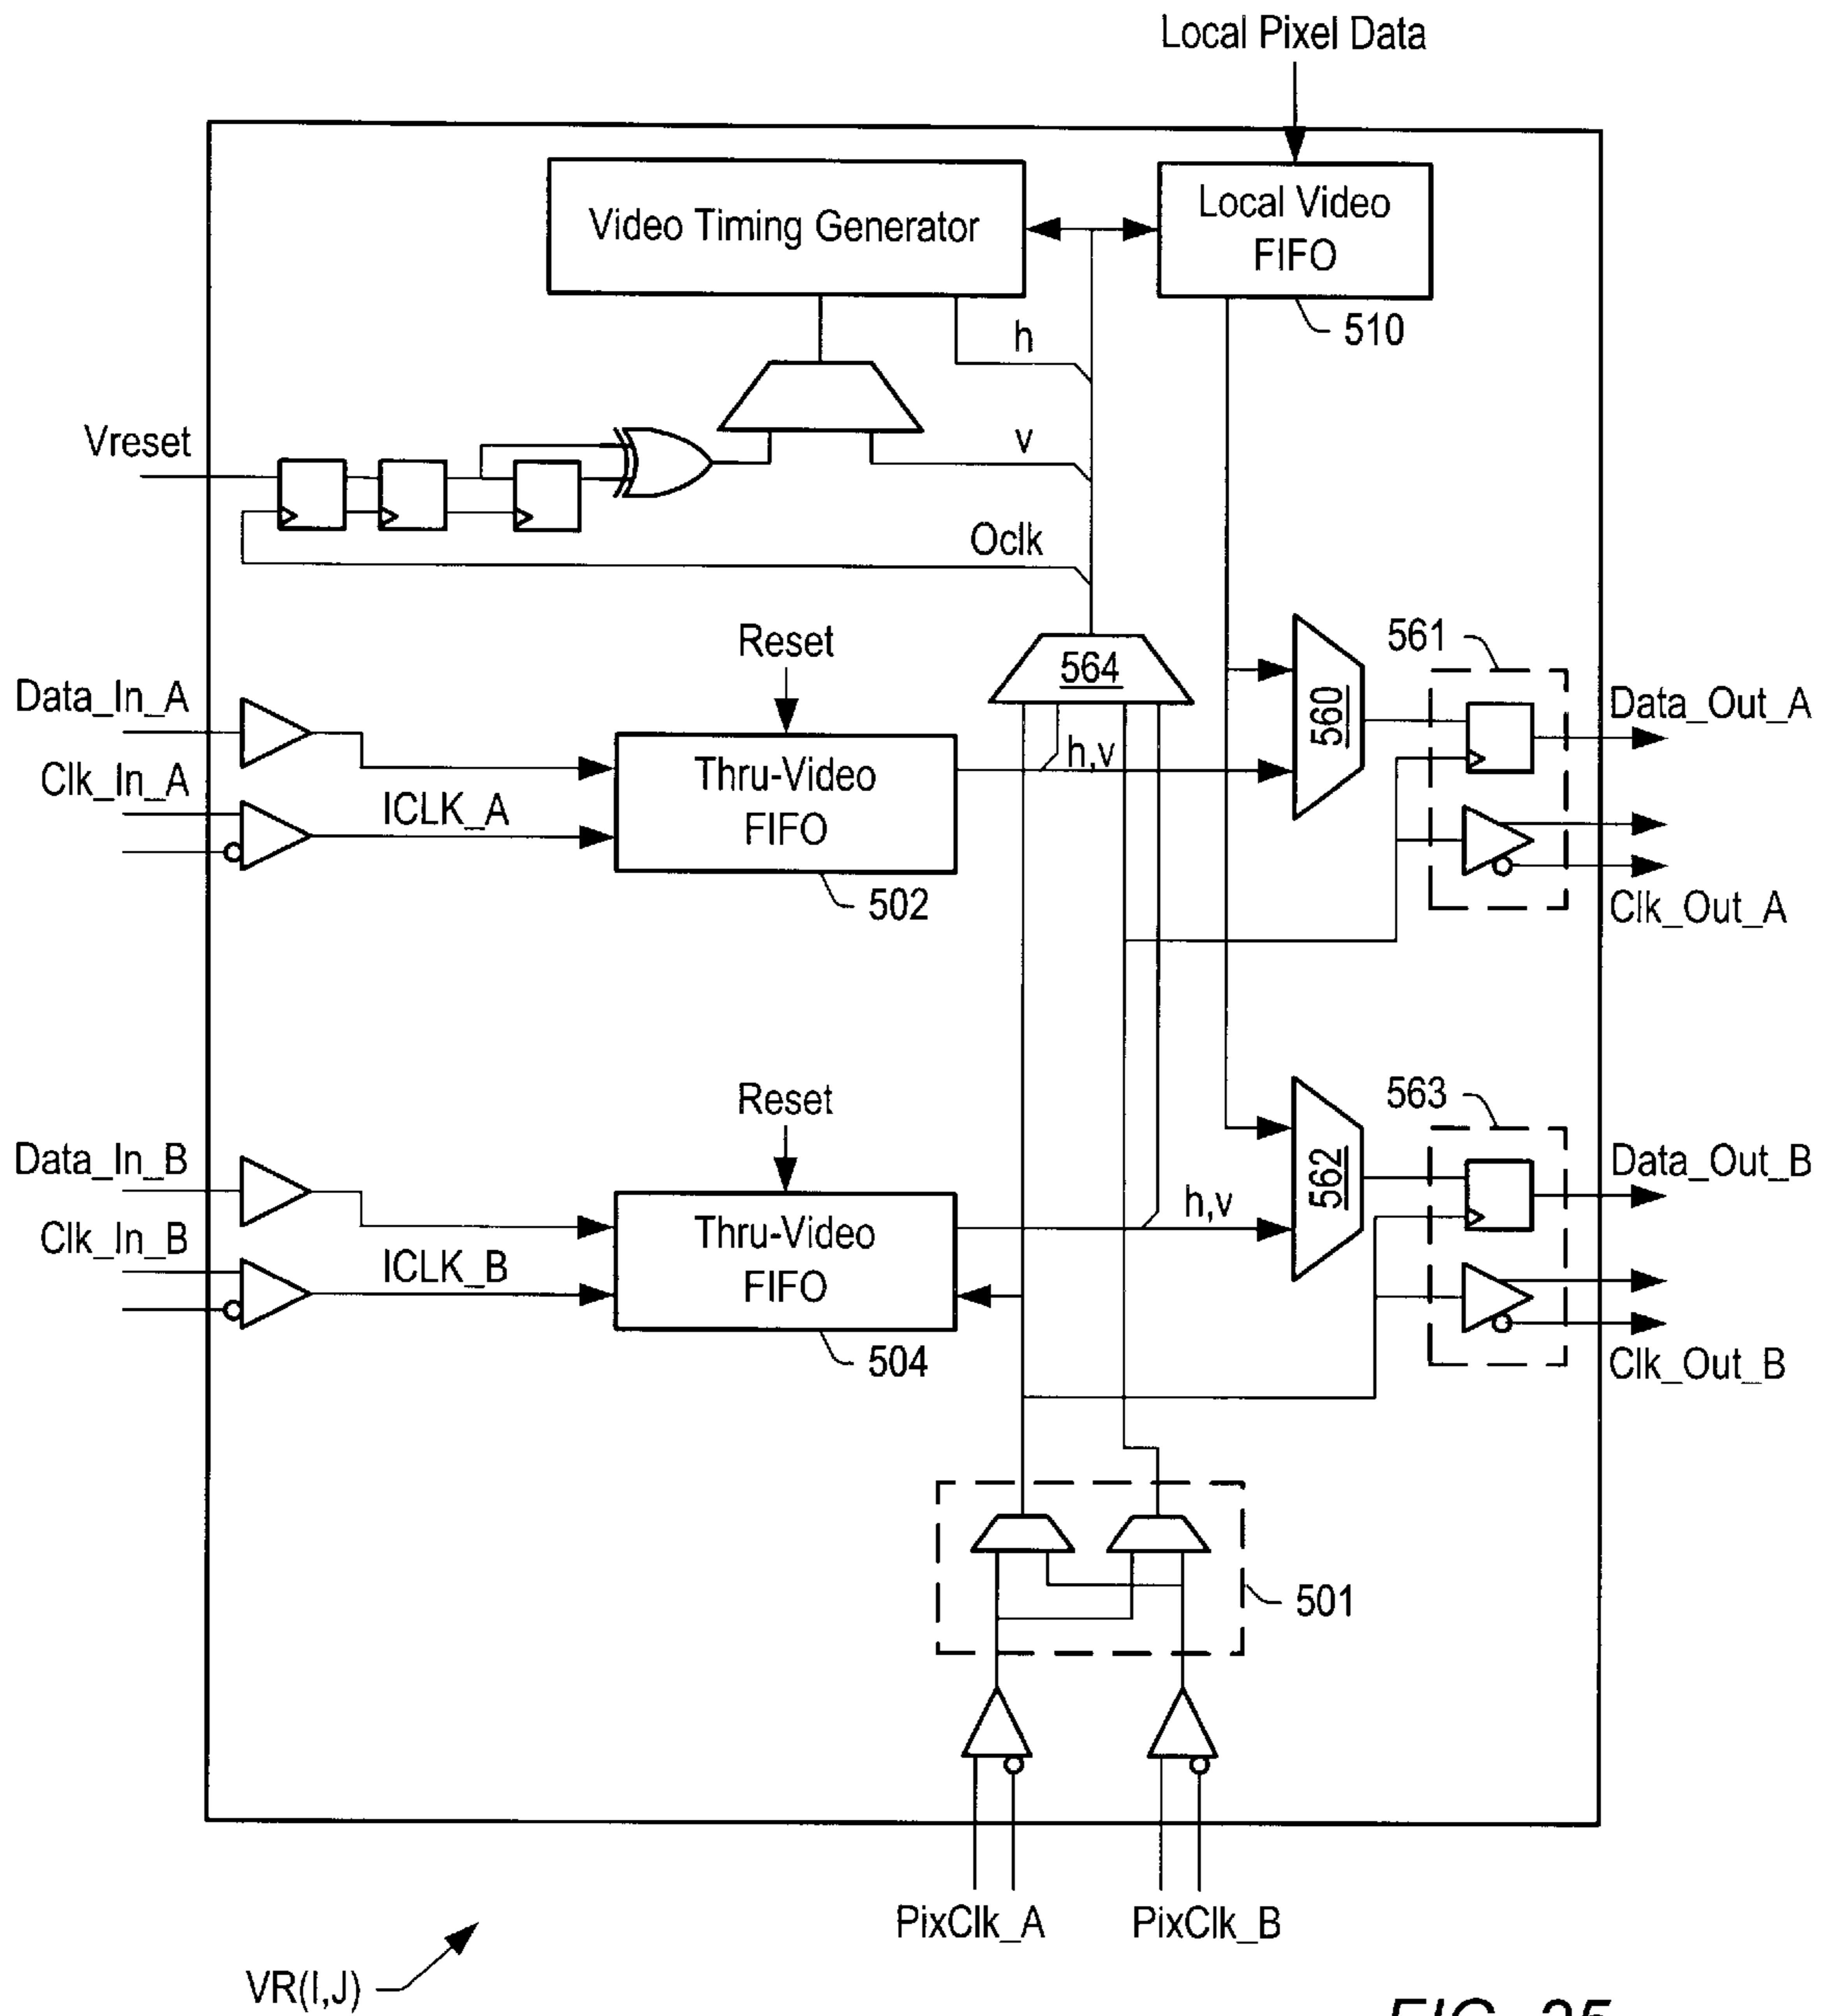 Local Pixel Data
Video Timing Generator
Local Video
FIFO
510
h
Vreset
v
Oclk
Reset
564
561
Data_In_A
560
Data_Out_A
Clk_In_A
ICLK_A
Thru-Video
FIFO
h,v
502
Clk_Out_A
Reset
563
Data_In_B
562
Data_Out_B
Clk_In_B
ICLK_B
Thru-Video
FIFO
h,v
504
Clk_Out_B
501
PixClk_A
PixClk_B
VR(I,J)